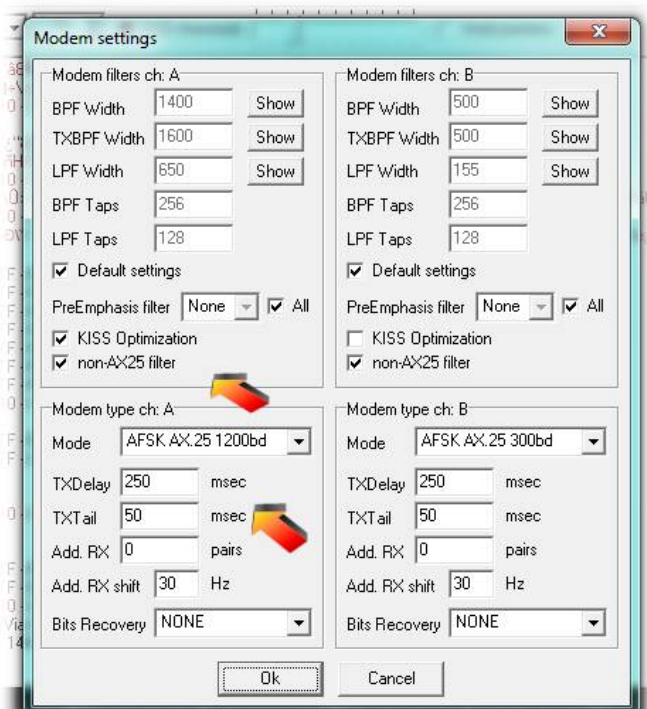 Modem settings
Modem filters ch: A
BPF Width 1400 Show
TXBPF Width 1600 Show
LPF Width 650 Show
BPF Taps 256
LPF Taps 128
Default settings
PreEmphasis filter None All
KISS Optimization
non-AX25 filter
Modem filters ch: B
BPF Width 500 Show
TXBPF Width 500 Show
LPF Width 155 Show
BPF Taps 256
LPF Taps 128
Default settings
PreEmphasis filter None All
KISS Optimization
non-AX25 filter
Modem type ch: A
Mode AFSK AX.25 1200bd
TXDelay 250 msec
TXTail 50 msec
Add. RX 0 pairs
Add. RX shift 30 Hz
Bits Recovery NONE
Modem type ch: B
Mode AFSK AX.25 300bd
TXDelay 250 msec
TXTail 50 msec
Add. RX 0 pairs
Add. RX shift 30 Hz
Bits Recovery NONE
Ok
Cancel